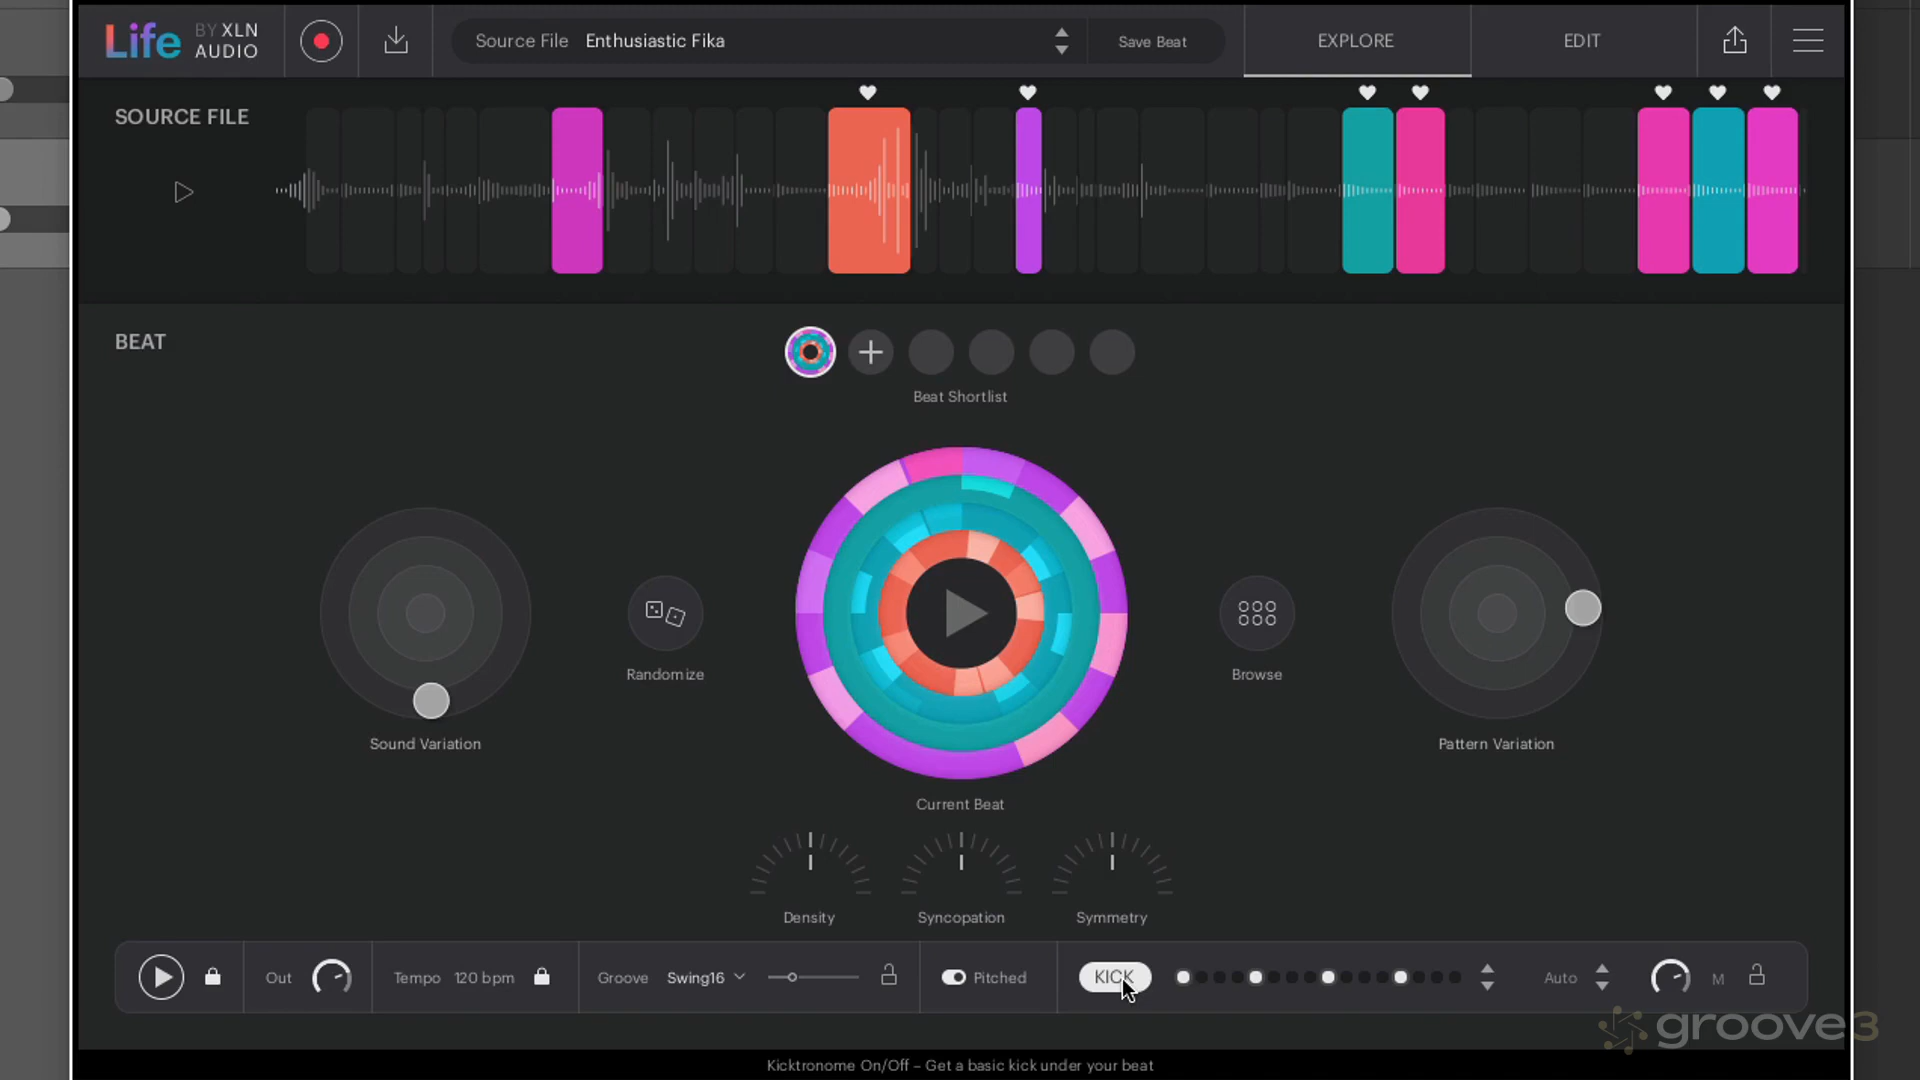 Life BY XLN AUDIO
Source File Enthusiastic Fika
Save Beat
EXPLORE
EDIT
SOURCE FILE
BEAT
Beat Shortlist
Randomize
Browse
Sound Variation
Pattern Variation
Current Beat
Density
Syncopation
Symmetry
Out
Tempo 120 bpm
Groove Swing16
Pitched
KICK
Auto
M
groove3
Kicktronome On/Off – Get a basic kick under your beat